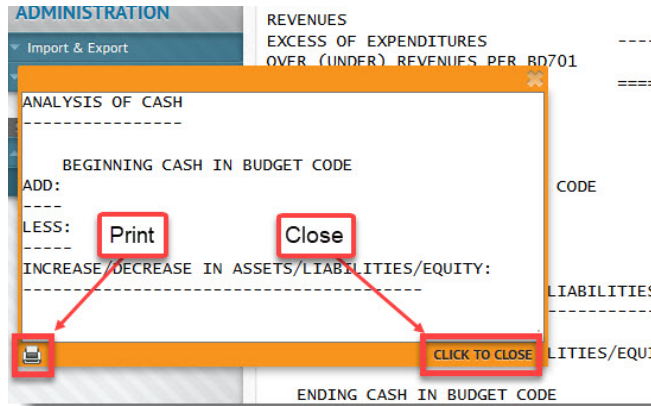 ADMINISTRATION
Import & Export
REVENUES
EXCESS OF EXPENDITURES ----
OVER (UNDER) REVENUES PER BD701
====
ANALYSIS OF CASH
----------------
BEGINNING CASH IN BUDGET CODE
ADD:
----
LESS:
-----
INCREASE/DECREASE IN ASSETS/LIABILITIES/EQUITY:
----------------------------------------
Print
Close
CLICK TO CLOSE
CODE
LIABILITIES
-----------
LITIES/EQUI
ENDING CASH IN BUDGET CODE